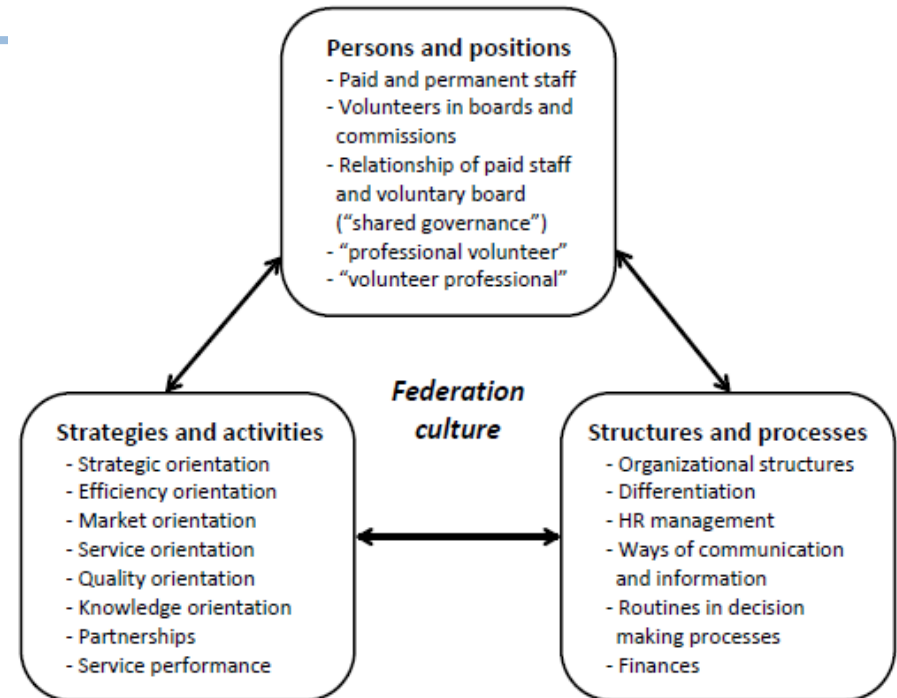 Persons and positions
- Paid and permanent staff
- Volunteers in boards and
commissions
- Relationship of paid staff
and voluntary board
(“shared governance”)
- “professional volunteer”
- “volunteer professional”
Federation
culture
Strategies and activities
- Strategic orientation
- Efficiency orientation
- Market orientation
- Service orientation
- Quality orientation
- Knowledge orientation
- Partnerships
- Service performance
Structures and processes
- Organizational structures
- Differentiation
- HR management
- Ways of communication
and information
- Routines in decision
making processes
- Finances